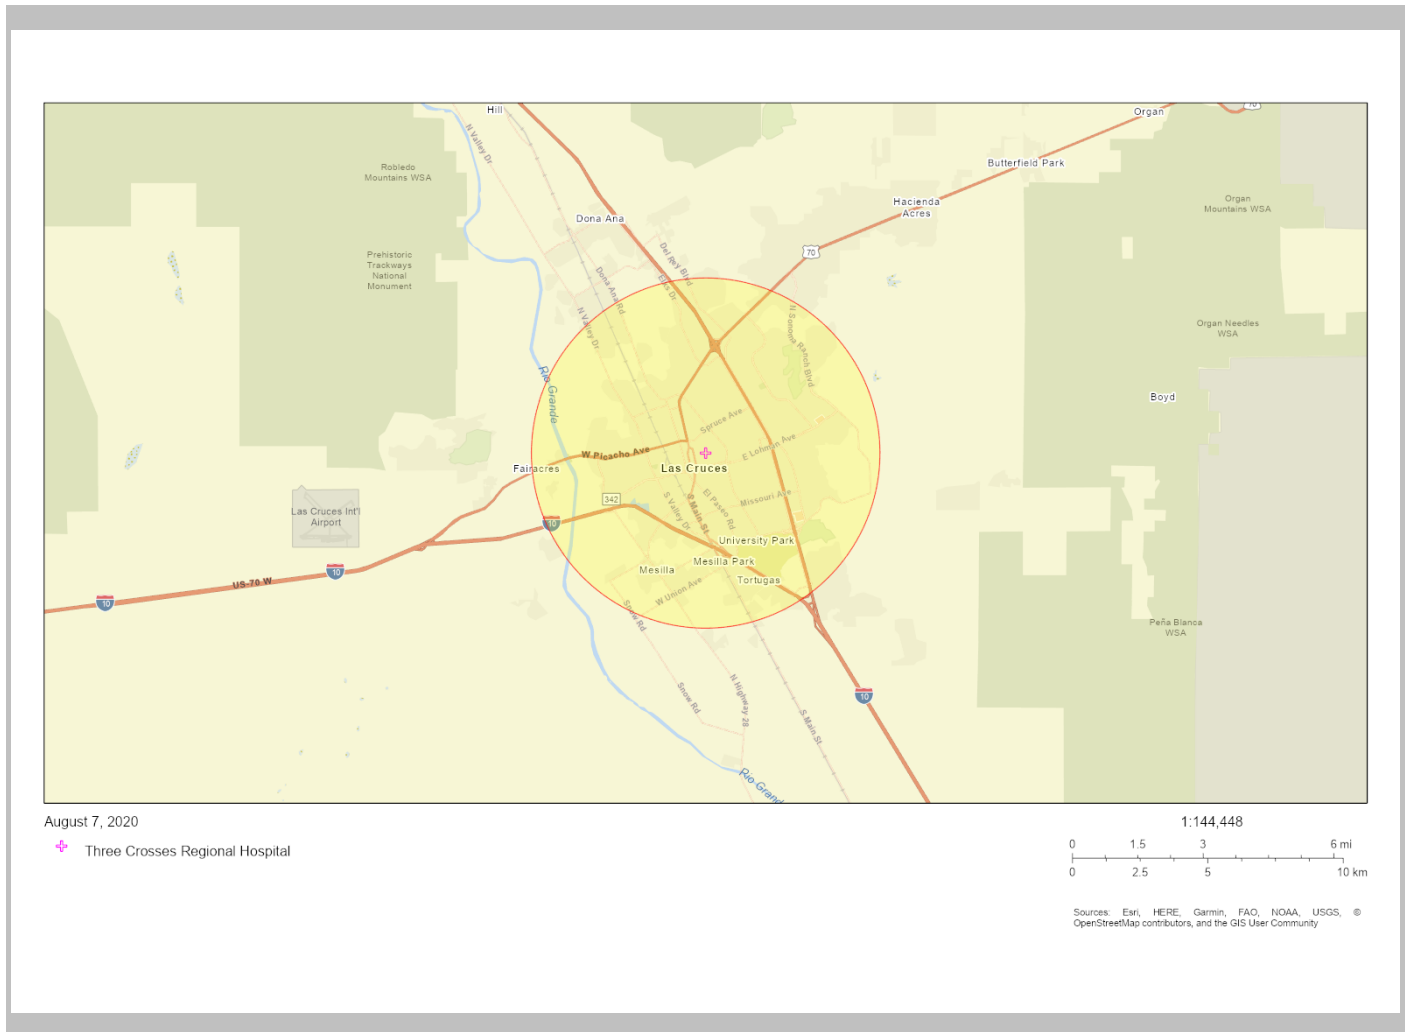 Hill
Organ
70
N Valley Dr
Butterfield Park
Robledo
Mountains WSA
Organ
Mountains WSA
Hacienda
Acres
Dona Ana
70
Prehistoric
Trackways
National
Monument
Del Rey Blvd
Elks Dr
Dona Ana Rd
N Valley Dr
N Sonoma Ranch Blvd
Organ Needles
WSA
Rio Grande
Boyd
Spruce Ave
E Lohman Ave
W Picacho Ave
Fairacres
Las Cruces
342
S Valley Dr
S Main St
El Paseo Rd
Missouri Ave
Las Cruces Int'l
Airport
10
University Park
Mesilla Park
Mesilla
Tortugas
US-70 W
10
10
W Union Ave
Snow Rd
Peña Blanca
WSA
Snow Rd
N Highway 28
S Main St
10
Rio Grand
August 7, 2020
Three Crosses Regional Hospital
1:144,448
0 1.5 3 6 mi
0 2.5 5 10 km
Sources: Esri, HERE, Garmin, FAO, NOAA, USGS, ©
OpenStreetMap contributors, and the GIS User Community